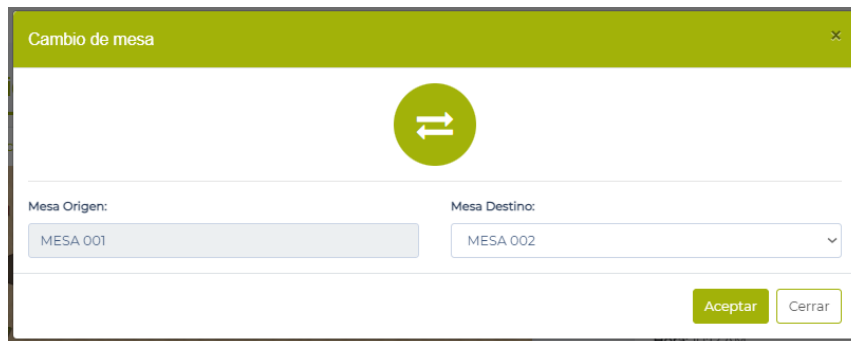 Cambio de mesa
×
Mesa Origen:
Mesa Destino:
MESA 001
MESA 002
Aceptar
Cerrar